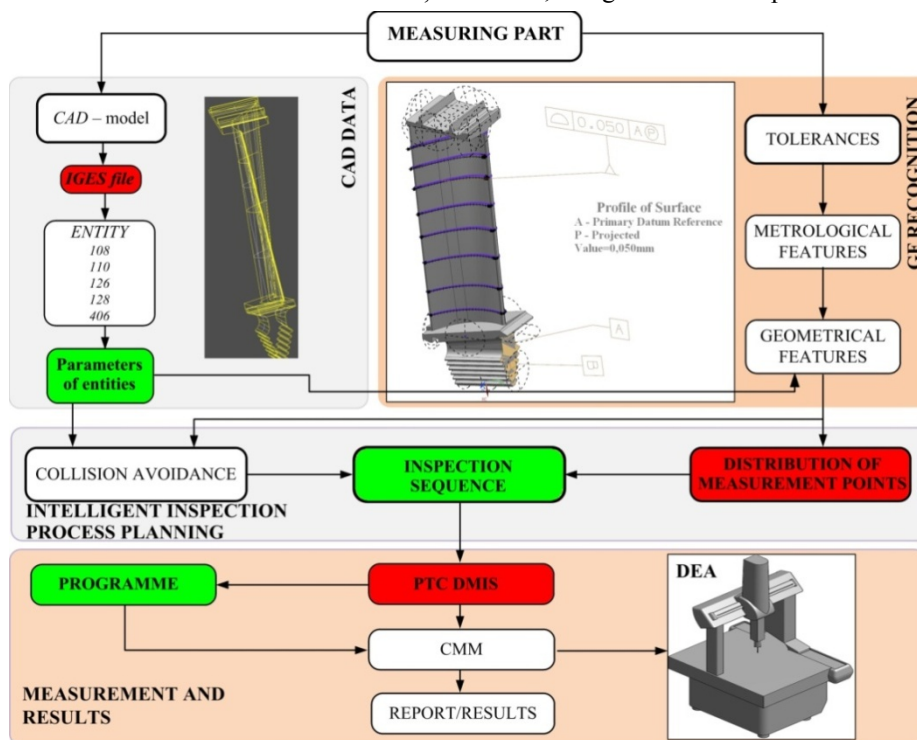 MEASURING PART
CAD – model
IGES file
ENTITY
108
110
126
128
406
Parameters
of entities
CAD DATA
0.050 A P
Profile of Surface
A - Primary Datum Reference
P - Projected
Value=0,050mm
A
B
TOLERANCES
METROLOGICAL
FEATURES
GEOMETRICAL
FEATURES
GF RECOGNITION
COLLISION AVOIDANCE
INSPECTION
SEQUENCE
DISTRIBUTION OF
MEASUREMENT POINTS
INTELLIGENT INSPECTION
PROCESS PLANNING
PROGRAMME
PTC DMIS
DEA
CMM
REPORT/RESULTS
MEASUREMENT AND
RESULTS